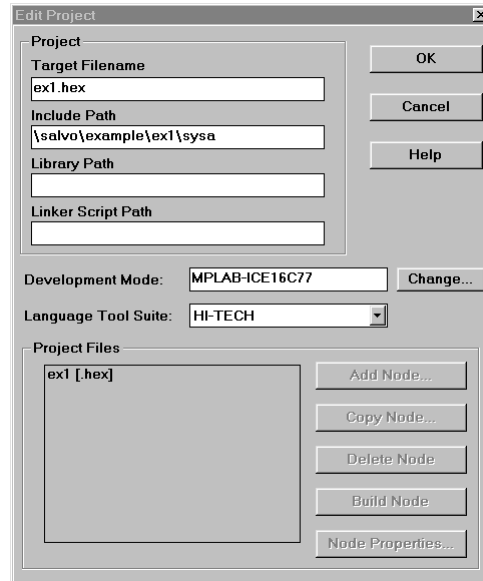 Edit Project
Project
Target Filename
ex1.hex
Include Path
\salvo\example\ex1\sysa
Library Path
Linker Script Path
OK
Cancel
Help
Development Mode: MPLAB-ICE16C77 Change...
Language Tool Suite: HI-TECH
Project Files
ex1 [.hex]
Add Node...
Copy Node...
Delete Node
Build Node
Node Properties...